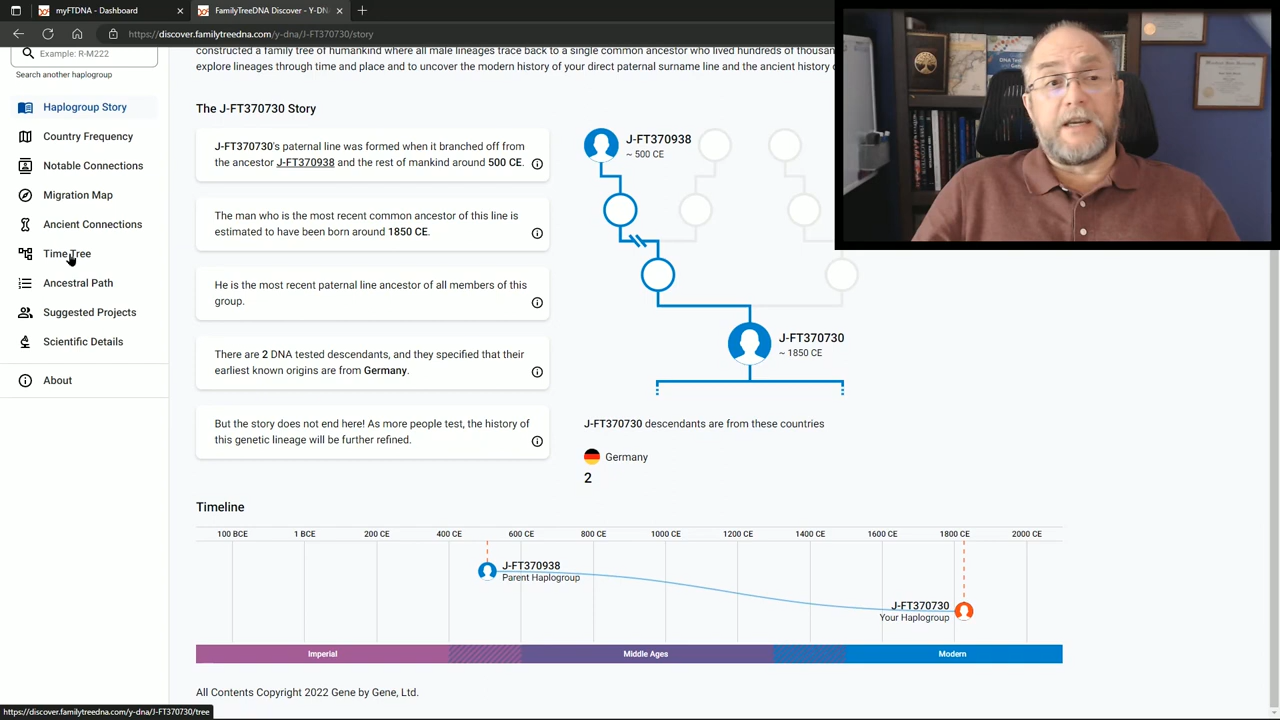 myFTDNA - Dashboard
FamilyTreeDNA Discover - Y-DN
https://discover.familytreedna.com/y-dna/J-FT370730/story
Example: R-M222
Search another haplogroup
Haplogroup Story
Country Frequency
Notable Connections
Migration Map
Ancient Connections
Time Tree
Ancestral Path
Suggested Projects
Scientific Details
About
constructed a family tree of humankind where all male lineages trace back to a single common ancestor who lived hundreds of thousan
explore lineages through time and place and to uncover the modern history of your direct paternal surname line and the ancient history o
The J-FT370730 Story
J-FT370730's paternal line was formed when it branched off from
the ancestor J-FT370938 and the rest of mankind around 500 CE.
The man who is the most recent common ancestor of this line is
estimated to have been born around 1850 CE.
He is the most recent paternal line ancestor of all members of this
group.
There are 2 DNA tested descendants, and they specified that their
earliest known origins are from Germany.
But the story does not end here! As more people test, the history of
this genetic lineage will be further refined.
J-FT370938
~ 500 CE
J-FT370730
~ 1850 CE
J-FT370730 descendants are from these countries
Germany
2
Timeline
100 BCE 1 BCE 200 CE 400 CE 600 CE 800 CE 1000 CE 1200 CE 1400 CE 1600 CE 1800 CE 2000 CE
J-FT370938
Parent Haplogroup
J-FT370730
Your Haplogroup
Imperial Middle Ages Modern
All Contents Copyright 2022 Gene by Gene, Ltd.
https://discover.familytreedna.com/y-dna/J-FT370730/tree